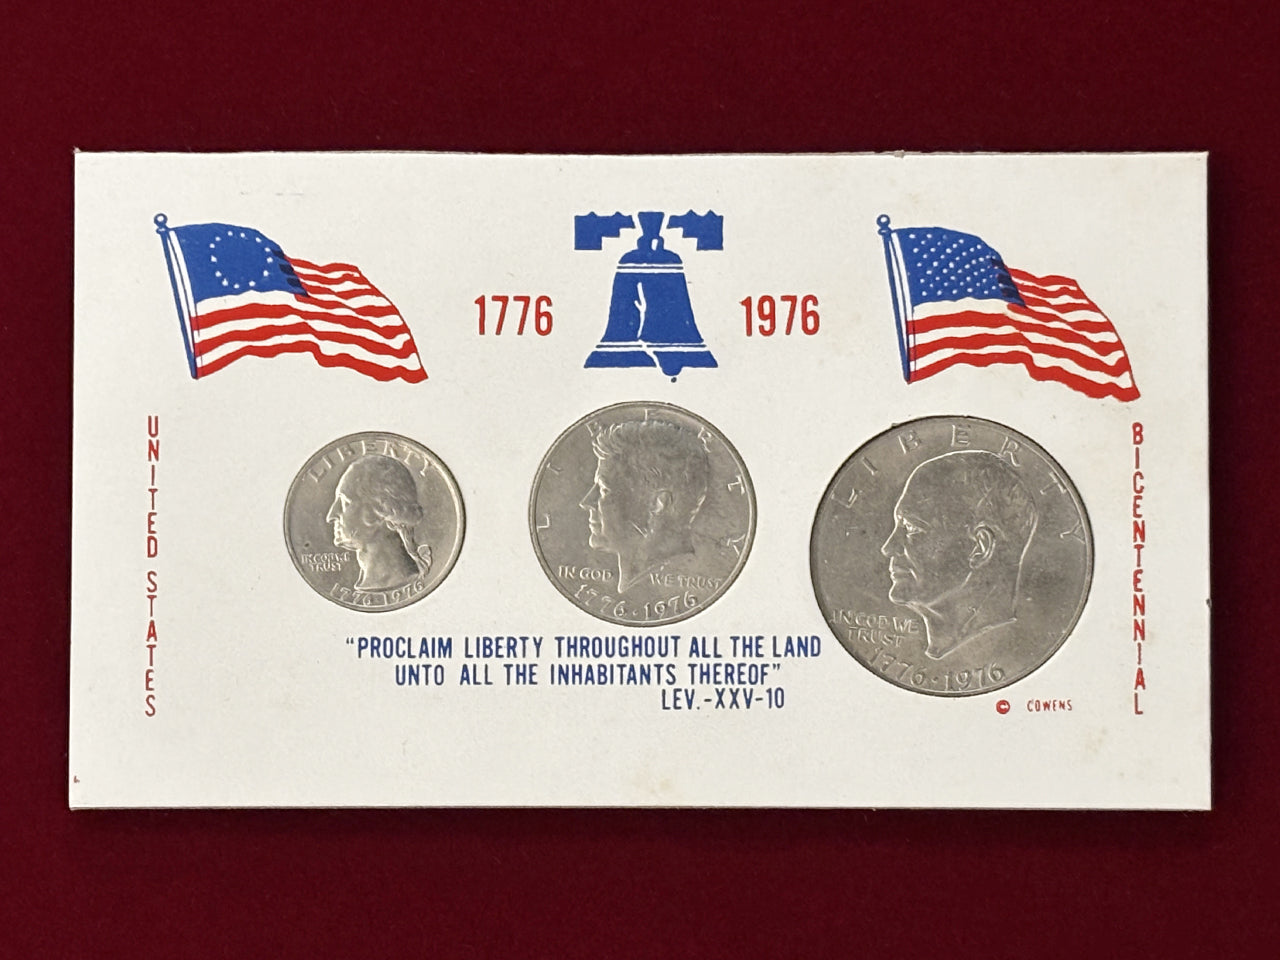 1776
1976
UNITED STATES
BICENTENNIAL
LIBERTY
IN GOD WE
TRUST
1776-1976
LIBERTY
IN GOD WE TRUST
1776·1976
LIBERTY
IN GOD WE
TRUST
1776·1976
"PROCLAIM LIBERTY THROUGHOUT ALL THE LAND
UNTO ALL THE INHABITANTS THEREOF"
LEV.-XXV-10
© COWENS